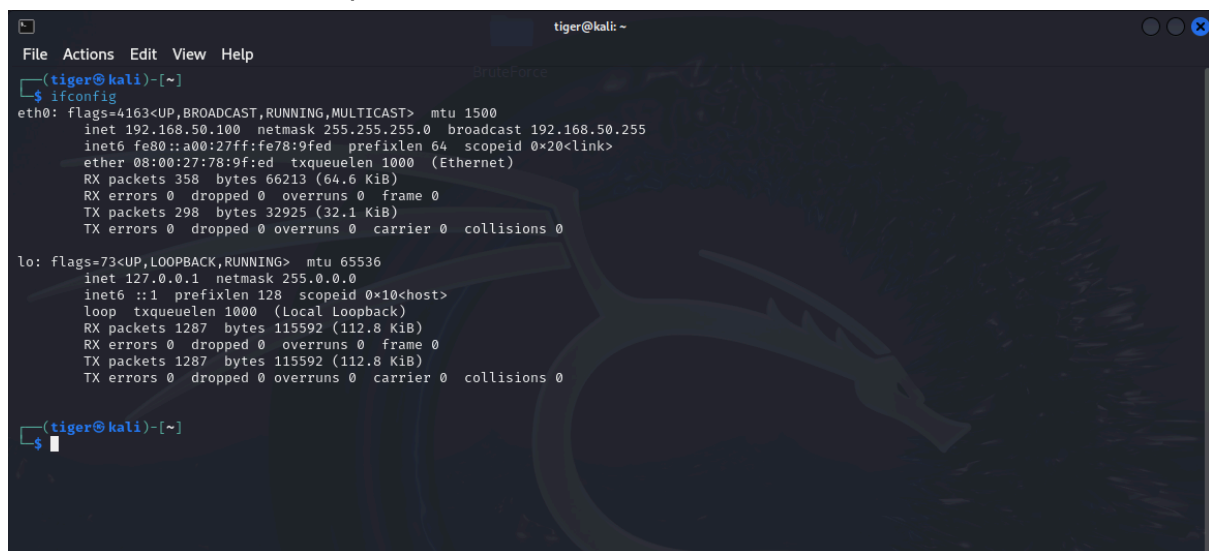 tiger@kali: ~
File Actions Edit View Help
BruteForce
┌──(tiger㉿kali)-[~]
└─$ ifconfig
eth0: flags=4163<UP,BROADCAST,RUNNING,MULTICAST>  mtu 1500
        inet 192.168.50.100  netmask 255.255.255.0  broadcast 192.168.50.255
        inet6 fe80::a00:27ff:fe78:9fed  prefixlen 64  scopeid 0×20<link>
        ether 08:00:27:78:9f:ed  txqueuelen 1000  (Ethernet)
        RX packets 358  bytes 66213 (64.6 KiB)
        RX errors 0  dropped 0  overruns 0  frame 0
        TX packets 298  bytes 32925 (32.1 KiB)
        TX errors 0  dropped 0 overruns 0  carrier 0  collisions 0
lo: flags=73<UP,LOOPBACK,RUNNING>  mtu 65536
        inet 127.0.0.1  netmask 255.0.0.0
        inet6 ::1  prefixlen 128  scopeid 0×10<host>
        loop  txqueuelen 1000  (Local Loopback)
        RX packets 1287  bytes 115592 (112.8 KiB)
        RX errors 0  dropped 0  overruns 0  frame 0
        TX packets 1287  bytes 115592 (112.8 KiB)
        TX errors 0  dropped 0 overruns 0  carrier 0  collisions 0
┌──(tiger㉿kali)-[~]
└─$